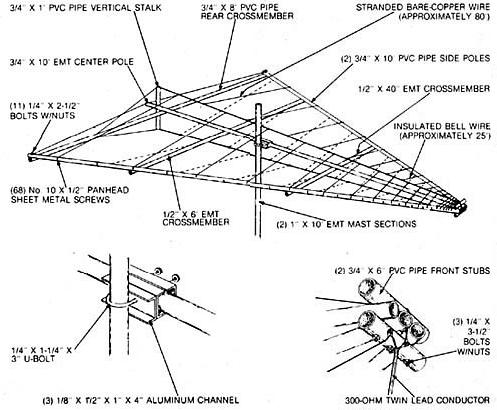 3/4" X 1' PVC PIPE VERTICAL STALK
3/4" X 8' PVC PIPE
REAR CROSSMEMBER
STRANDED BARE-COPPER WIRE
(APPROXIMATELY 80')
3/4" X 10' EMT CENTER POLE
(2) 3/4" X 10' PVC PIPE SIDE POLES
1/2" X 40" EMT CROSSMEMBER
(11) 1/4" X 2-1/2"
BOLTS W/NUTS
INSULATED BELL WIRE
(APPROXIMATELY 25')
(68) No. 10 X 1/2" PANHEAD
SHEET METAL SCREWS
1/2" X 6' EMT
CROSSMEMBER
(2) 1" X 10' EMT MAST SECTIONS
(2) 3/4" X 6" PVC PIPE FRONT STUBS
(3) 1/4" X
3-1/2"
BOLTS
W/NUTS
1/4" X 1-1/4" X
3" U-BOLT
(3) 1/8" X 1/2" X 1" X 4" ALUMINUM CHANNEL
300-OHM TWIN LEAD CONDUCTOR